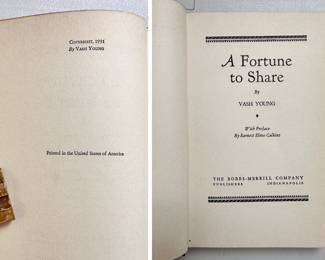 Copyright, 1931
By Vash Young
Printed in the United States of America
A Fortune
to Share
By
VASH YOUNG
With Preface
By Earnest Elmo Calkins
THE BOBBS-MERRILL COMPANY
PUBLISHERS INDIANAPOLIS